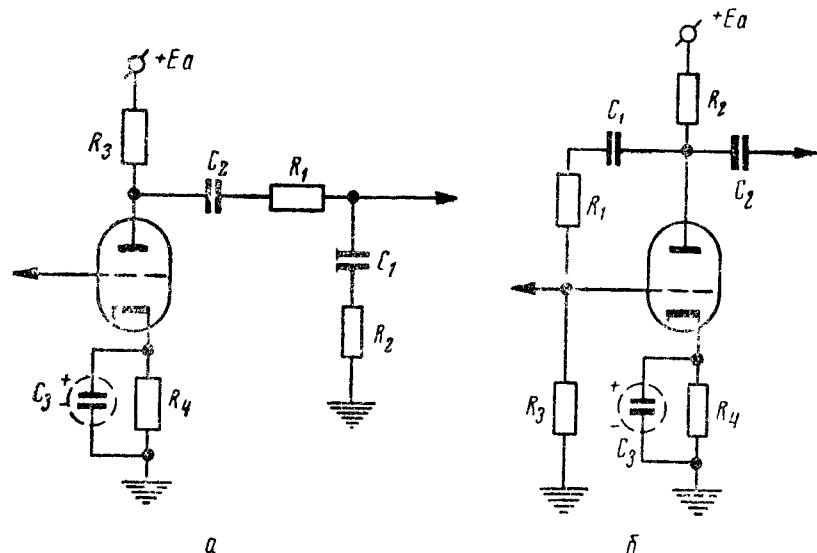 +Ea
R3
C2
R1
C1
R2
+
-
C3
R4
а
+Ea
R2
C1
C2
R1
R3
+
-
C3
R4
б